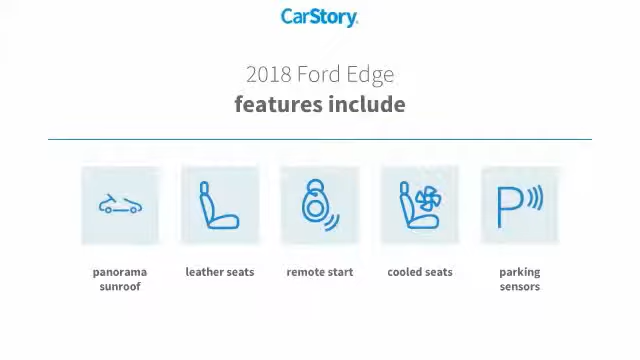 CarStory.
2018 Ford Edge
features include
P
panorama
sunroof
leather seats
remote start
cooled seats
parking
sensors